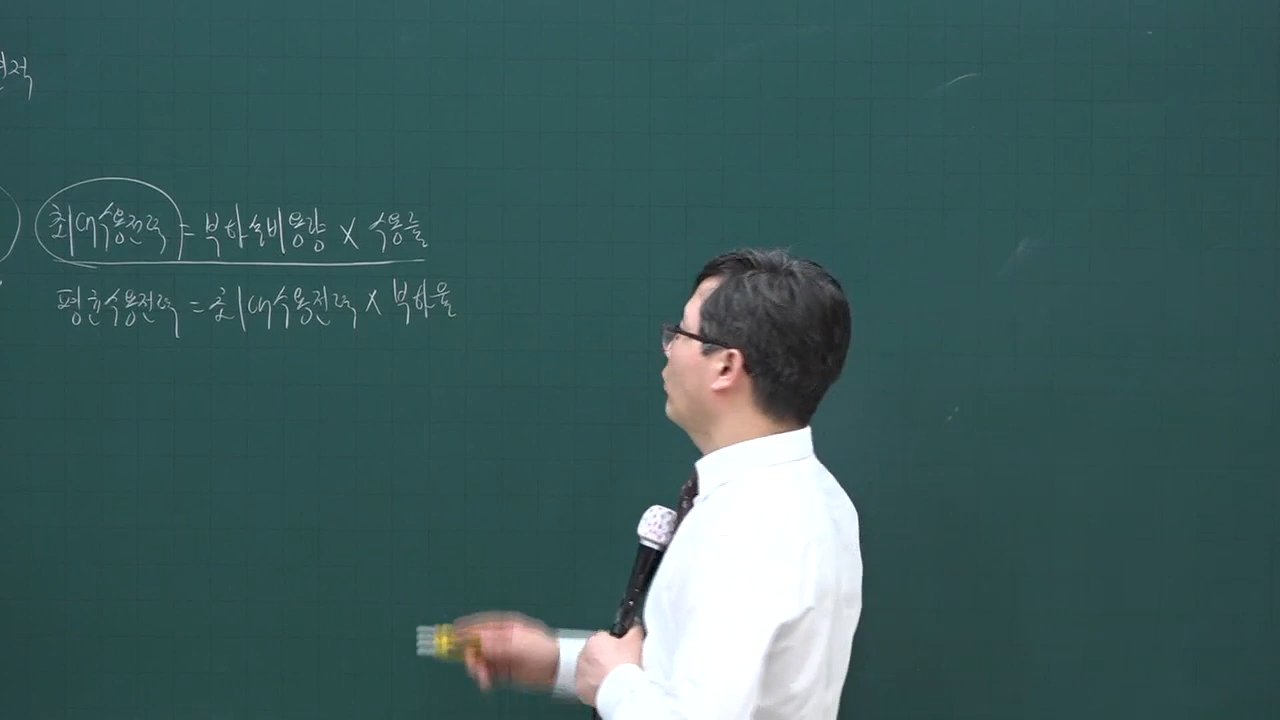 적
최대수용전력 = 부하설비용량 × 수용률
평균수용전력 = 최대수용전력 × 부하율